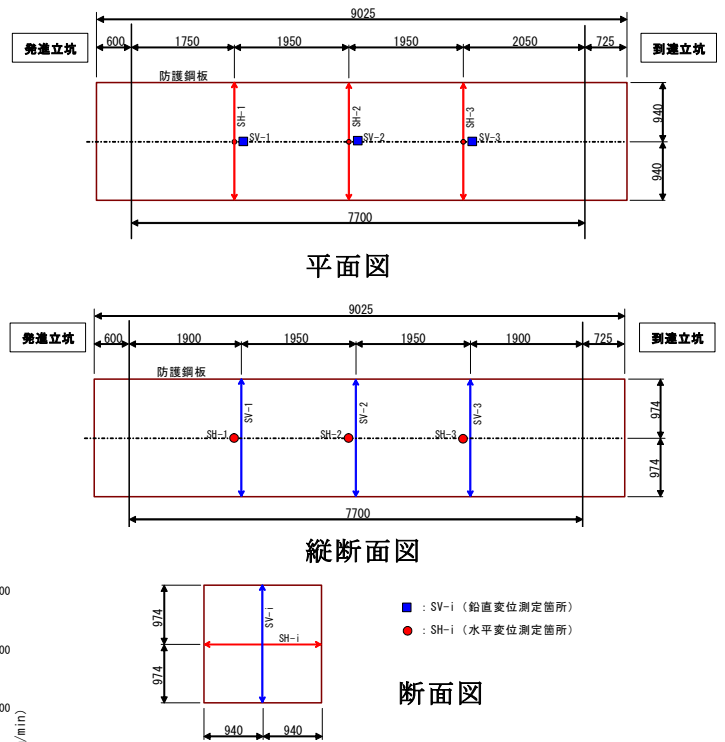 9025
発進立坑
600
1750
1950
1950
2050
725
到達立坑
防護鋼板
SH-1
SH-2
SH-3
SV-1
SV-2
SV-3
940
940
7700
平面図
9025
発進立坑
600
1900
1950
1950
1900
725
到達立坑
防護鋼板
SV-1
SV-2
SV-3
SH-1
SH-2
SH-3
974
974
7700
縦断面図
00
00
00
/min)
974
974
SV-i
SH-i
940
940
: SV-i (鉛直変位測定箇所)
: SH-i (水平変位測定箇所)
断面図